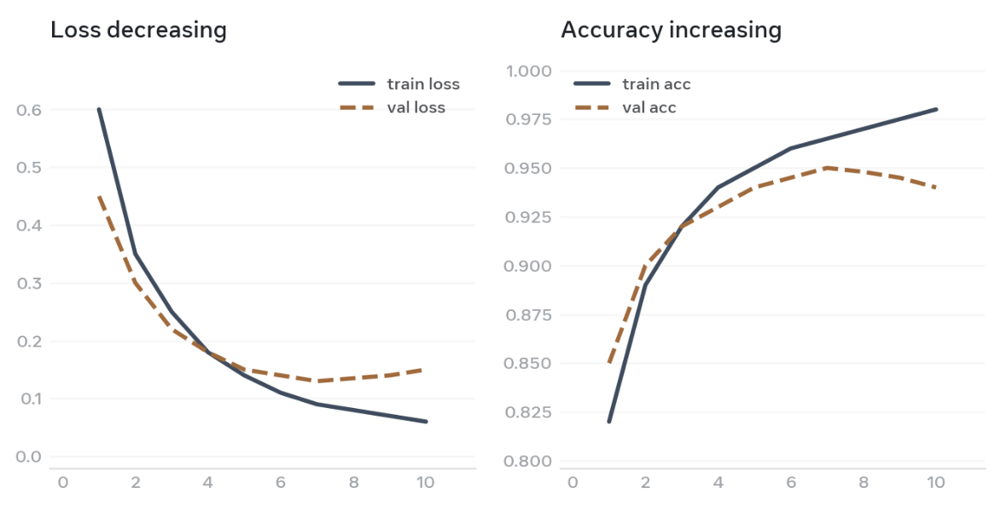 Loss decreasing
train loss
val loss
0.6
0.5
0.4
0.3
0.2
0.1
0.0
0 2 4 6 8 10
Accuracy increasing
1.000
train acc
val acc
0.975
0.950
0.925
0.900
0.875
0.850
0.825
0.800
0 2 4 6 8 10